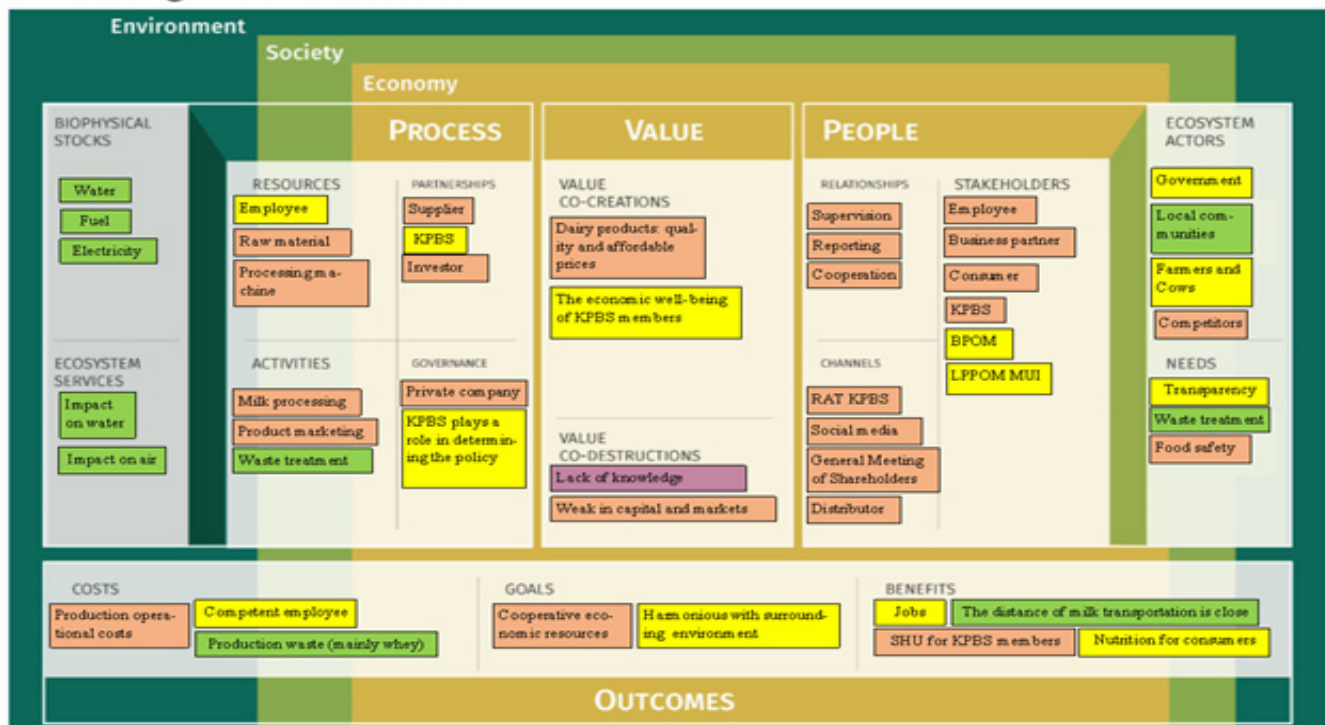 Environment
Society
Economy
BIOPHYSICAL
STOCKS
Water
Fuel
Electricity
ECOSYSTEM
SERVICES
Impact
on water
Impact on air
PROCESS
RESOURCES
Employee
Raw material
Processing ma-
chine
PARTNERSHIPS
Supplier
KPBS
Investor
ACTIVITIES
Milk processing
Product marketing
Waste treatment
GOVERNANCE
Private company
KPBS plays a
role in determin-
ing the policy
VALUE
VALUE
CO-CREATIONS
Dairy products: qual-
ity and affordable
prices
The economic well-being
of KPBS members
VALUE
CO-DESTRUCTIONS
Lack of knowledge
Weak in capital and markets
PEOPLE
RELATIONSHIPS
Supervision
Reporting
Cooperation
STAKEHOLDERS
Employee
Business partner
Consumer
KPBS
BPOM
LPPOM MUI
CHANNELS
RAT KPBS
Social media
General Meeting
of Shareholders
Distributor
ECOSYSTEM
ACTORS
Government
Local com-
munities
Farmers and
Cows
Competitors
NEEDS
Transparency
Waste treatment
Food safety
COSTS
Production opera-
tional costs
Competent employee
Production waste (mainly whey)
GOALS
Cooperative eco-
nomic resources
Harmonious with surround-
ing environment
BENEFITS
Jobs
The distance of milk transportation is close
SHU for KPBS members
Nutrition for consumers
OUTCOMES